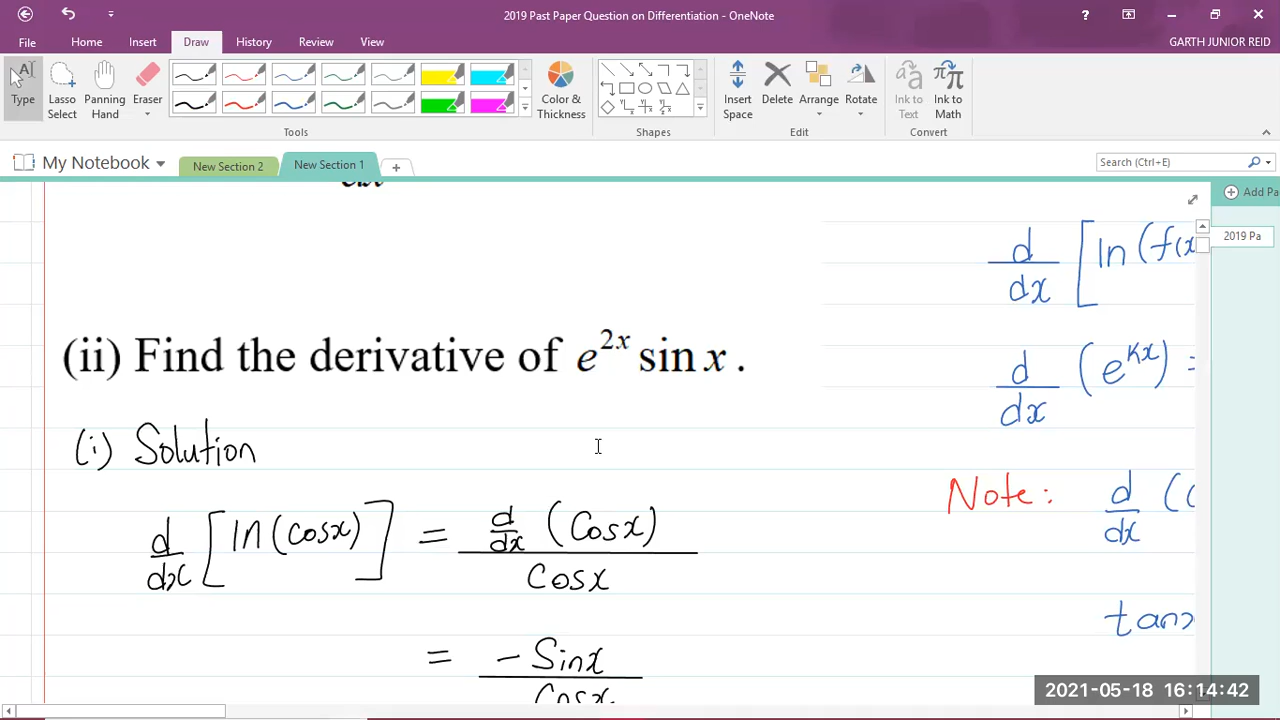 2019 Past Paper Question on Differentiation - OneNote
File Home Insert Draw History Review View GARTH JUNIOR REID
Type
Lasso Select
Panning Hand
Eraser
Color & Thickness
Insert Space
Delete
Arrange
Rotate
Ink to Text
Ink to Math
Tools Shapes Edit Convert
My Notebook New Section 2 New Section 1 + Search (Ctrl+E)
Add Pa
2019 Pa
(ii) Find the derivative of e^{2x} sin x .
(i) Solution
d/dx [ln(cosx)] = d/dx (Cosx) / Cosx
= -Sinx / Cosx
d/dx [ln(f(x
d/dx (e^{Kx}) =
Note: d/dx (
tanx
2021-05-18 16:14:42